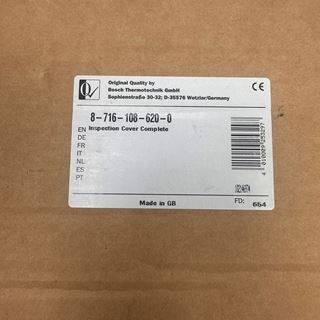 Original Quality by
Bosch Thermotechnik GmbH
Sophienstraße 30-32; D-35576 Wetzlar/Germany
CE
8-716-108-620-0
Inspection Cover Complete
EN
DE
FR
IT
NL
ES
PT
Made in GB
FD: 664